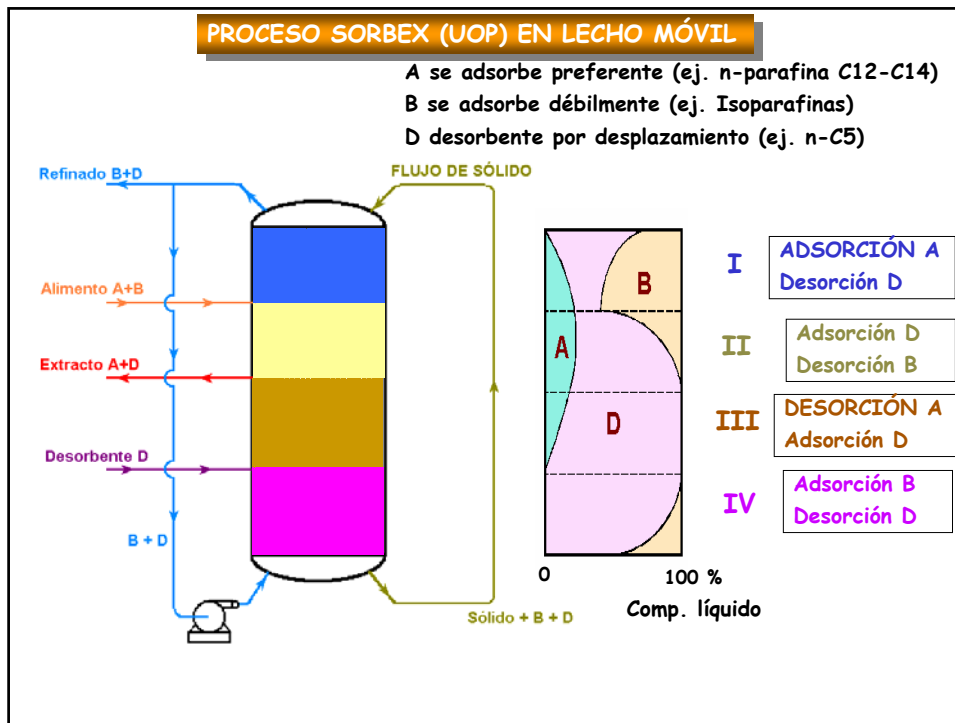 PROCESO SORBEX (UOP) EN LECHO MÓVIL
A se adsorbe preferente (ej. n-parafina C12-C14)
B se adsorbe débilmente (ej. Isoparafinas)
D desorbente por desplazamiento (ej. n-C5)
Refinado B+D
FLUJO DE SÓLIDO
Alimento A+B
Extracto A+D
Desorbente D
B + D
Sólido + B + D
B
A
D
0
100 %
Comp. líquido
I
ADSORCIÓN A
Desorción D
II
Adsorción D
Desorción B
III
DESORCIÓN A
Adsorción D
IV
Adsorción B
Desorción D